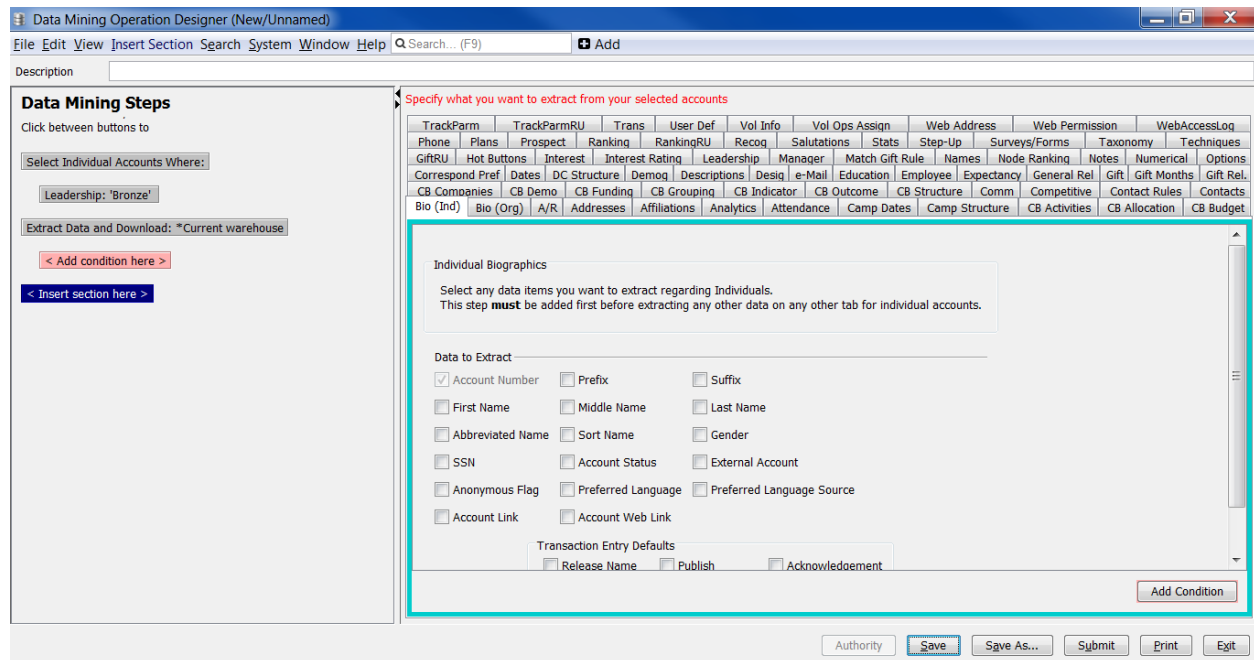 Data Mining Operation Designer (New/Unnamed)
File Edit View Insert Section Search System Window Help Search... (F9) Add
Description
Data Mining Steps
Click between buttons to
Select Individual Accounts Where:
Leadership: 'Bronze'
Extract Data and Download: *Current warehouse
< Add condition here >
< Insert section here >
Specify what you want to extract from your selected accounts
TrackParm TrackParmRU Trans User Def Vol Info Vol Ops Assign Web Address Web Permission WebAccessLog
Phone Plans Prospect Ranking RankingRU Recog Salutations Stats Step-Up Surveys/Forms Taxonomy Techniques
GiftRU Hot Buttons Interest Interest Rating Leadership Manager Match Gift Rule Names Node Ranking Notes Numerical Options
Correspond Pref Dates DC Structure Demog Descriptions Desig e-Mail Education Employee Expectancy General Rel Gift Gift Months Gift Rel.
CB Companies CB Demo CB Funding CB Grouping CB Indicator CB Outcome CB Structure Comm Competitive Contact Rules Contacts
Bio (Ind) Bio (Org) A/R Addresses Affiliations Analytics Attendance Camp Dates Camp Structure CB Activities CB Allocation CB Budget
Individual Biographics
Select any data items you want to extract regarding Individuals.
This step must be added first before extracting any other data on any other tab for individual accounts.
Data to Extract
Account Number Prefix Suffix
First Name Middle Name Last Name
Abbreviated Name Sort Name Gender
SSN Account Status External Account
Anonymous Flag Preferred Language Preferred Language Source
Account Link Account Web Link
Transaction Entry Defaults
Release Name Publish Acknowledgement
Add Condition
Authority Save Save As... Submit Print Exit